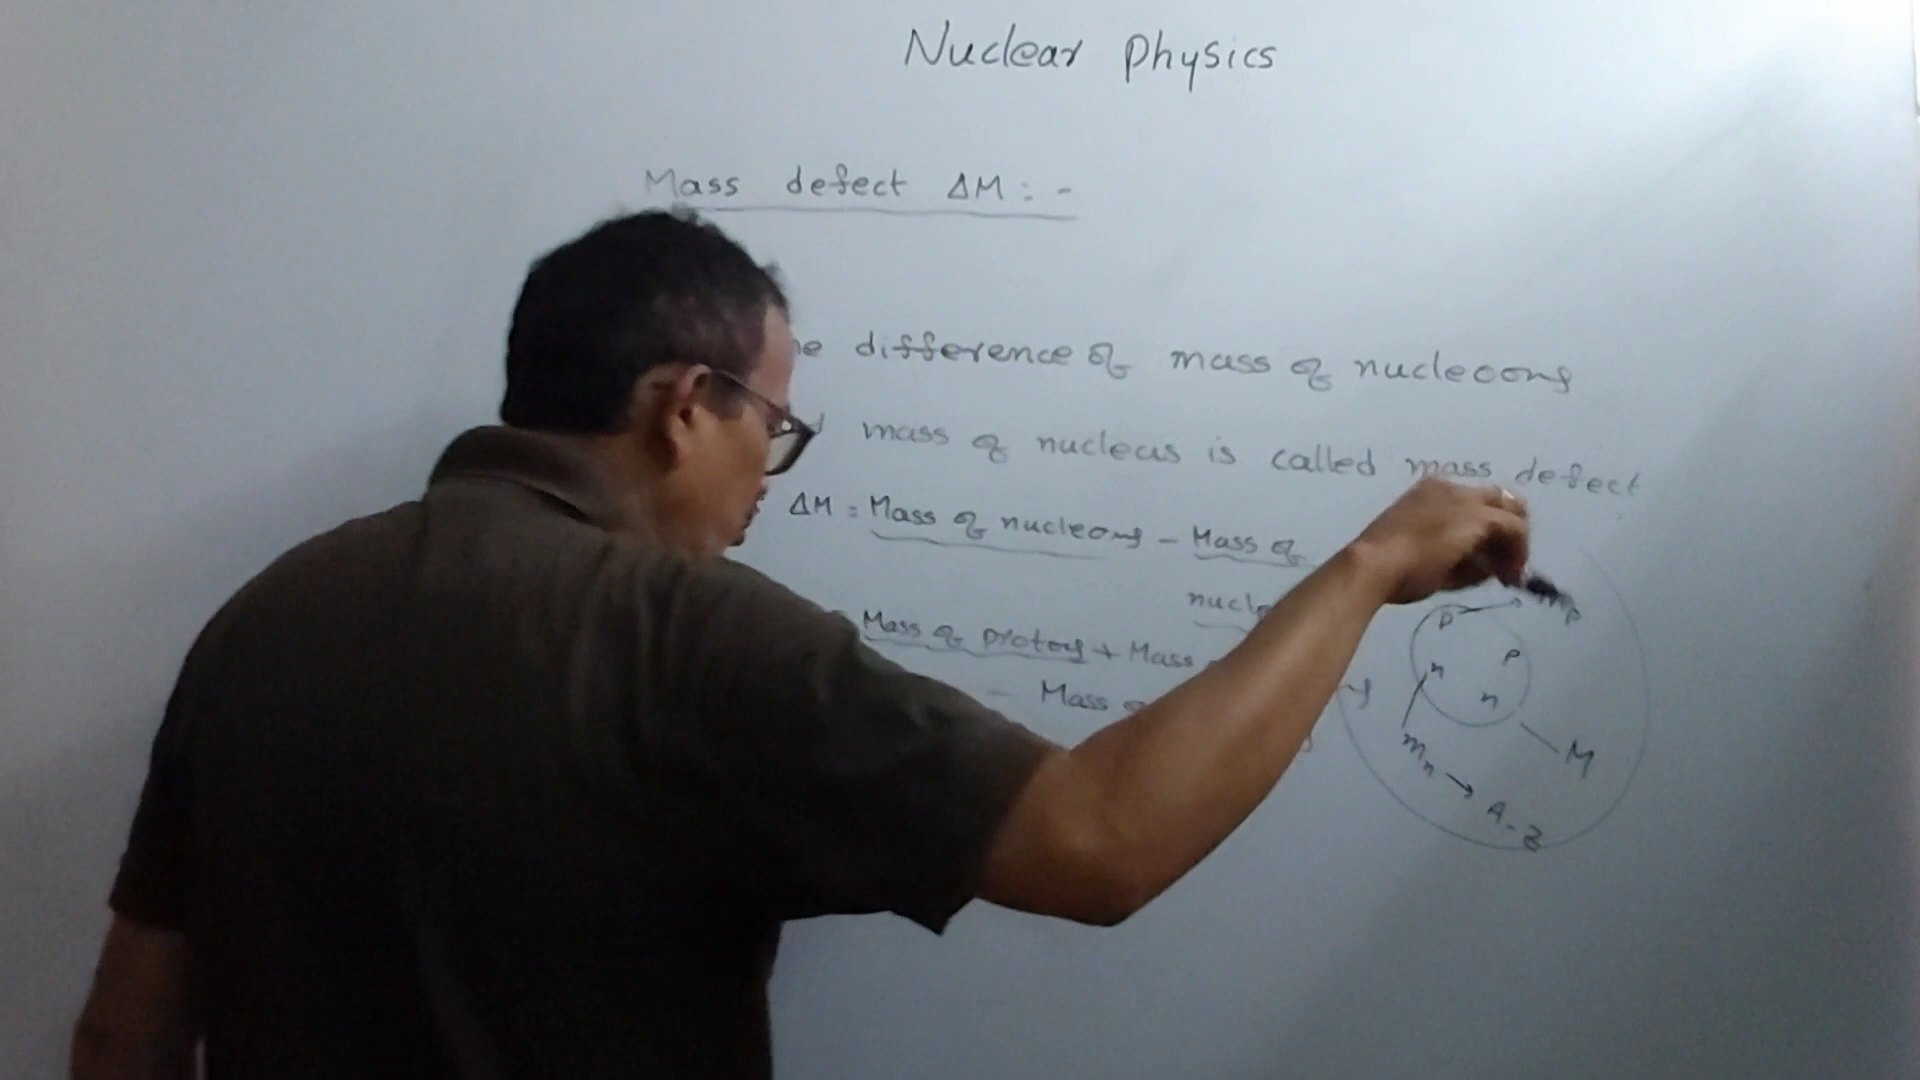 Nuclear Physics
Mass defect ΔM : -
difference of mass of nucleoons
mass of nucleus is called mass defect
ΔM = Mass of nucleons - Mass of
Mass of protons + Mass
- Mass
P
mp
P
n
n
M
mn → A-Z